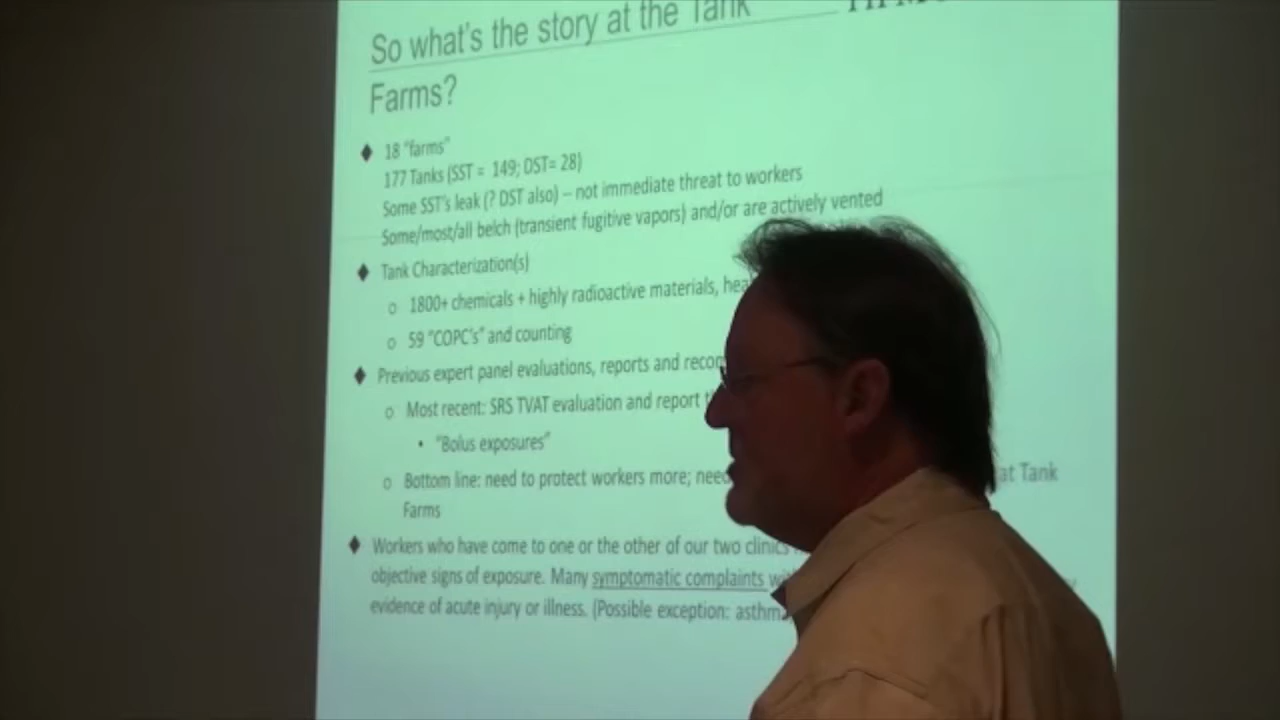 So what's the story at the Tank
Farms?
18 "farms"
177 Tanks (SST = 149; DST= 28)
Some SST's leak (? DST also) – not immediate threat to workers
Some/most/all belch (transient fugitive vapors) and/or are actively vented
Tank Characterization(s)
1800+ chemicals + highly radioactive materials,
59 "COPC's" and counting
Previous expert panel evaluations, reports and
Most recent: SRS TVAT evaluation and report
"Bolus exposures"
Bottom line: need to protect workers more; at Tank
Farms
Workers who have come to one or the other of our two clinics
objective signs of exposure. Many symptomatic complaints
evidence of acute injury or illness. (Possible exception: